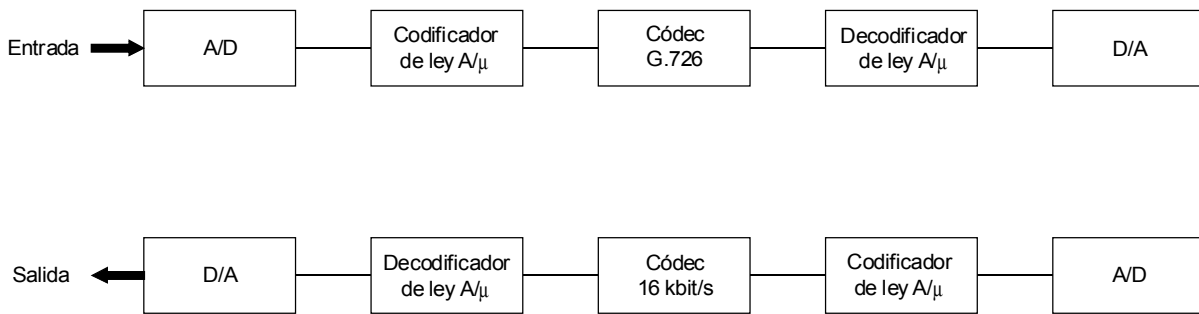 Entrada
A/D
Codificador
de ley A/μ
Códec
G.726
Decodificador
de ley A/μ
D/A
Salida
D/A
Decodificador
de ley A/μ
Códec
16 kbit/s
Codificador
de ley A/μ
A/D